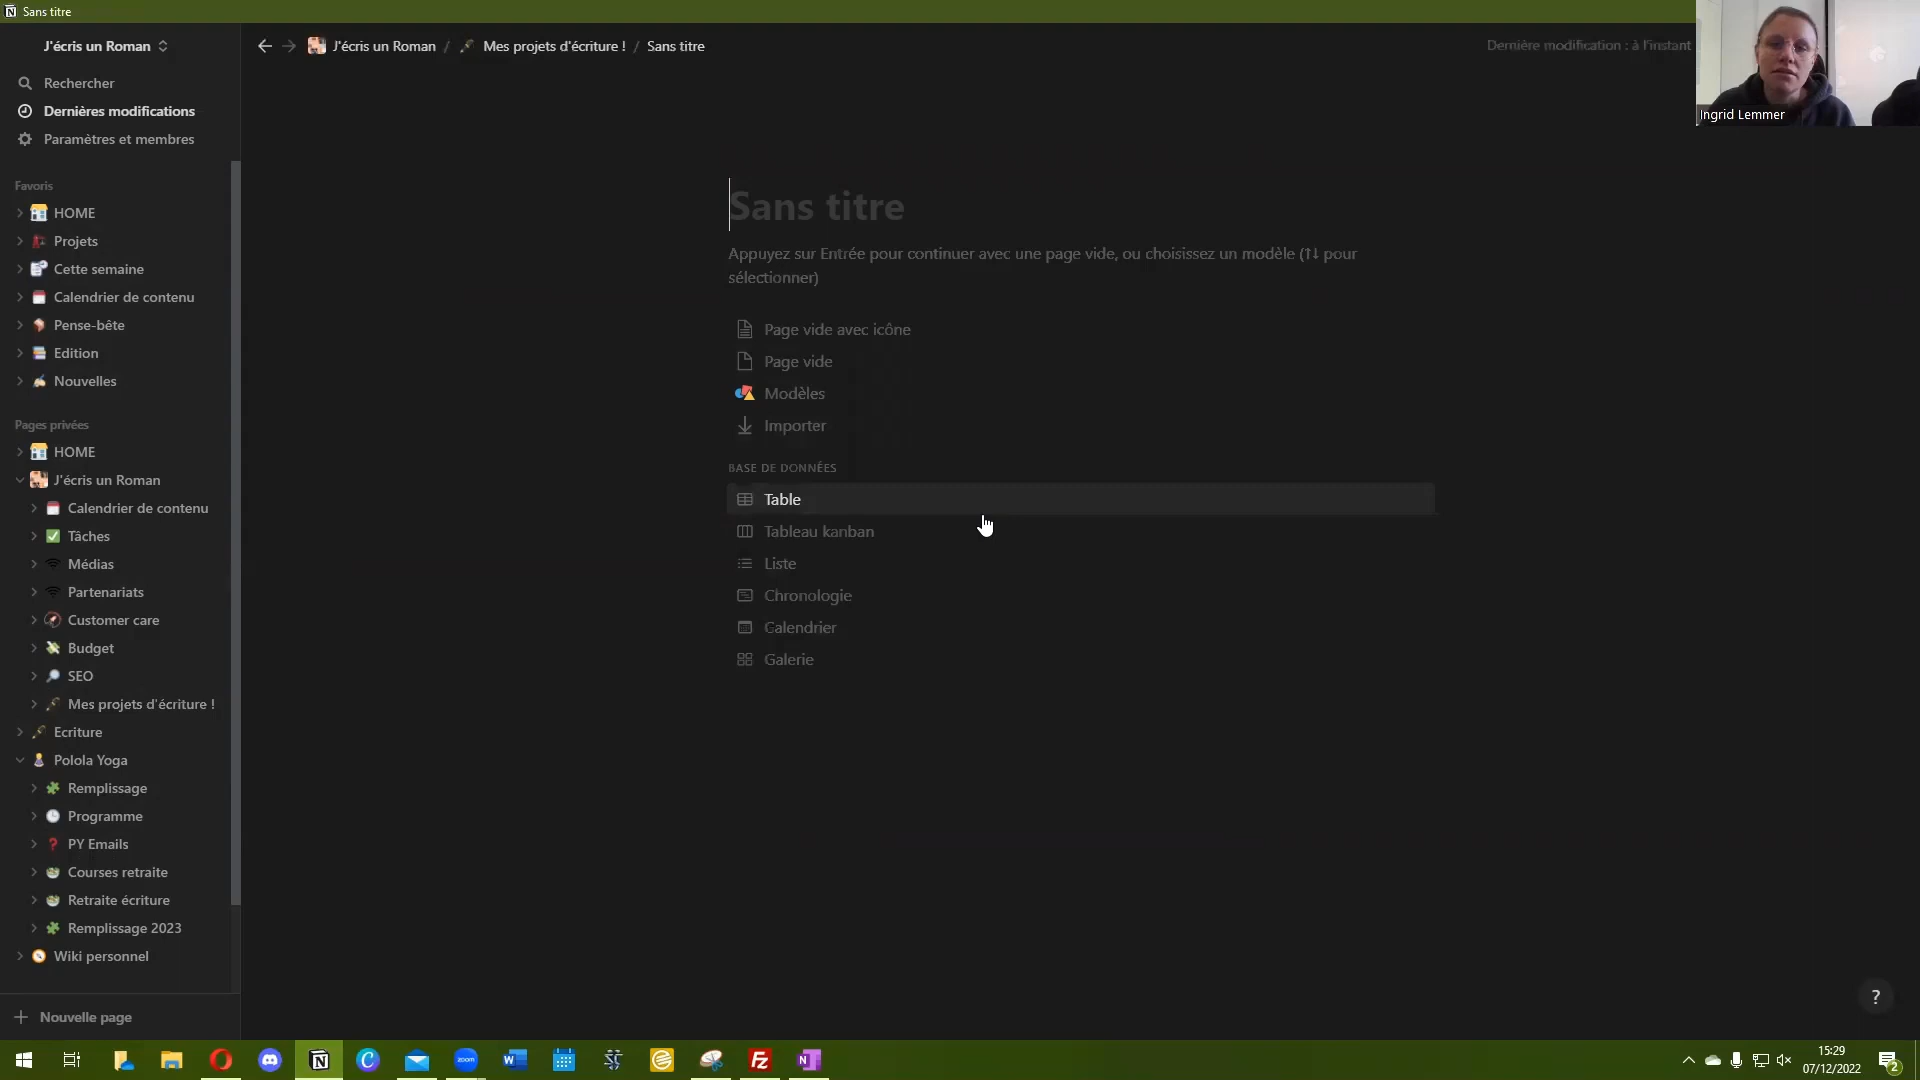 Sans titre
J'écris un Roman
J'écris un Roman / Mes projets d'écriture ! / Sans titre
Dernière modification : à l'instant
Ingrid Lemmer
Rechercher
Dernières modifications
Paramètres et membres
Favoris
HOME
Projets
Cette semaine
Calendrier de contenu
Pense-bête
Edition
Nouvelles
Pages privées
HOME
J'écris un Roman
Calendrier de contenu
Tâches
Médias
Partenariats
Customer care
Budget
SEO
Mes projets d'écriture !
Ecriture
Polola Yoga
Remplissage
Programme
PY Emails
Courses retraite
Retraite écriture
Remplissage 2023
Wiki personnel
Nouvelle page
Sans titre
Appuyez sur Entrée pour continuer avec une page vide, ou choisissez un modèle (↑↓ pour
sélectionner)
Page vide avec icône
Page vide
Modèles
Importer
BASE DE DONNÉES
Table
Tableau kanban
Liste
Chronologie
Calendrier
Galerie
?
zoom
15:29
07/12/2022
2